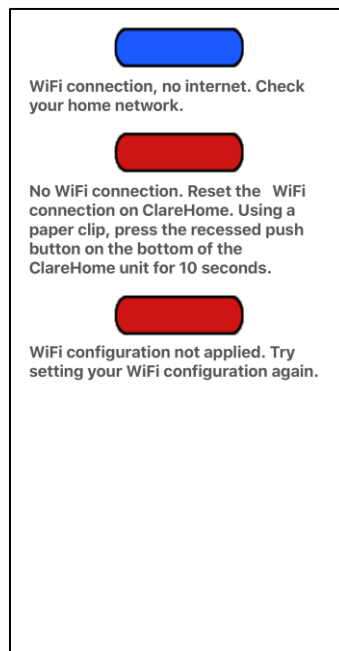 WiFi connection, no internet. Check
your home network.
No WiFi connection. Reset the   WiFi
connection on ClareHome. Using a
paper clip, press the recessed push
button on the bottom of the
ClareHome unit for 10 seconds.
WiFi configuration not applied. Try
setting your WiFi configuration again.